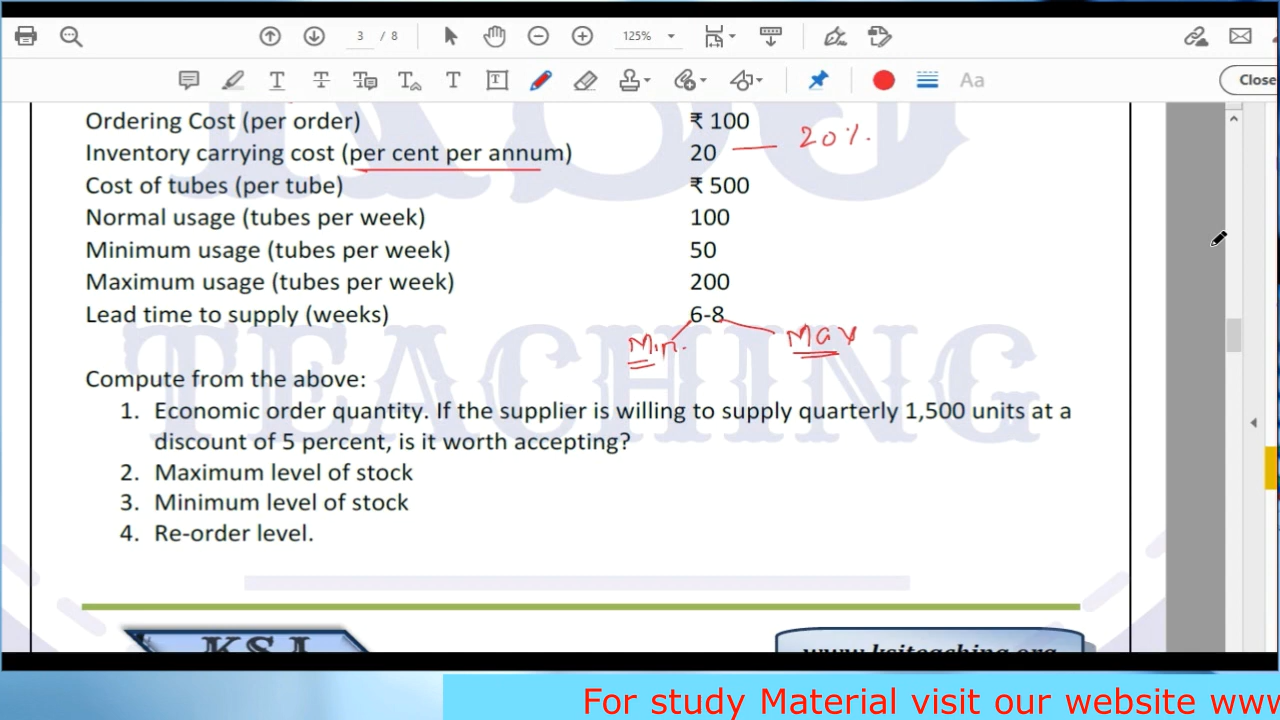 3 / 8 125%
Close
Ordering Cost (per order) ₹ 100
Inventory carrying cost (per cent per annum) 20 — 20%.
Cost of tubes (per tube) ₹ 500
Normal usage (tubes per week) 100
Minimum usage (tubes per week) 50
Maximum usage (tubes per week) 200
Lead time to supply (weeks) 6-8
Min. Max
TEACHING
Compute from the above:
1. Economic order quantity. If the supplier is willing to supply quarterly 1,500 units at a
discount of 5 percent, is it worth accepting?
2. Maximum level of stock
3. Minimum level of stock
4. Re-order level.
www.ksiteaching.org
For study Material visit our website www